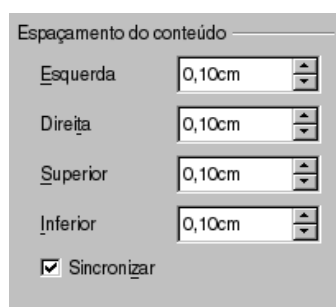 Espaçamento do conteúdo
Esquerda 0,10cm
Direita 0,10cm
Superior 0,10cm
Inferior 0,10cm
Sincronizar